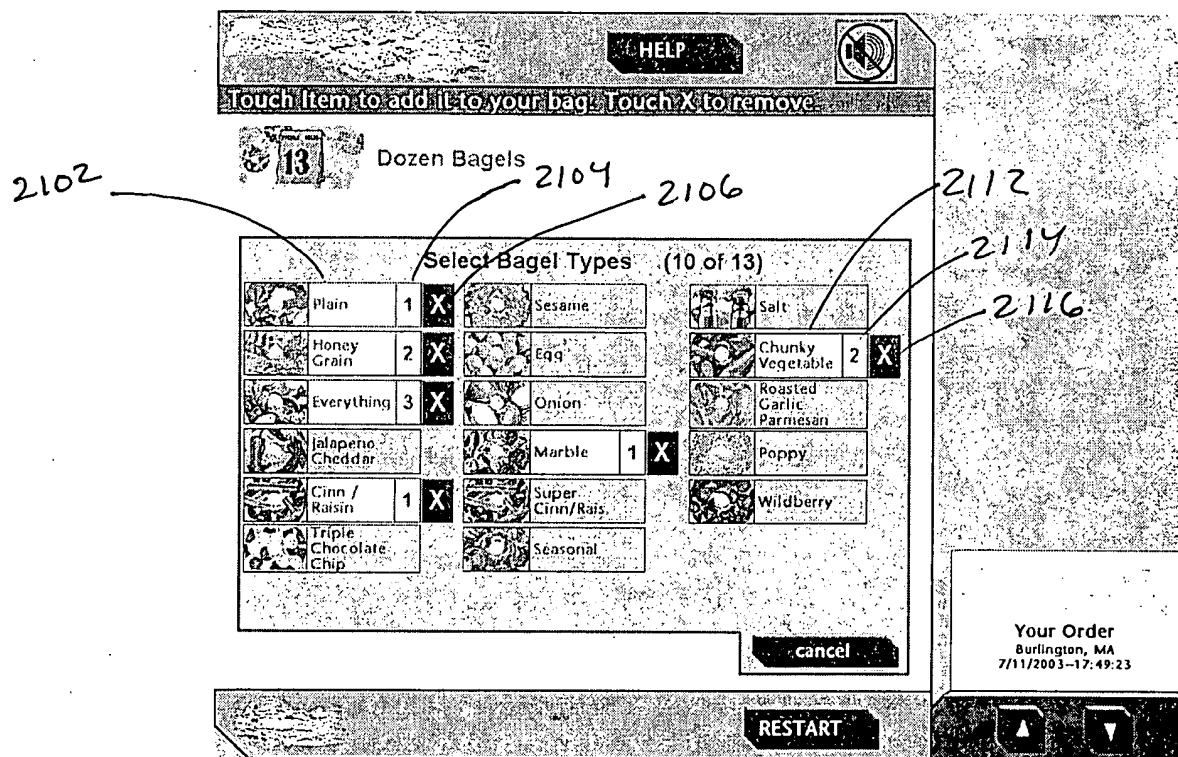 HELP
Touch Item to add it to your bag. Touch X to remove.
13
Dozen Bagels
2102
2104
2106
2112
2114
2116
Select Bagel Types (10 of 13)
Plain 1 X
Honey
Grain 2 X
Everything 3 X
Jalapeno
Cheddar
Cinn /
Raisin 1 X
Triple
Chocolate
Chip
Sesame
Egg
Onion
Marble 1 X
Super
Cinn/Rais.
Seasonal
Salt
Chunky
Vegetable 2 X
Roasted
Garlic
Parmesan
Poppy
Wildberry
cancel
Your Order
Burlington, MA
7/11/2003--17:49:23
RESTART